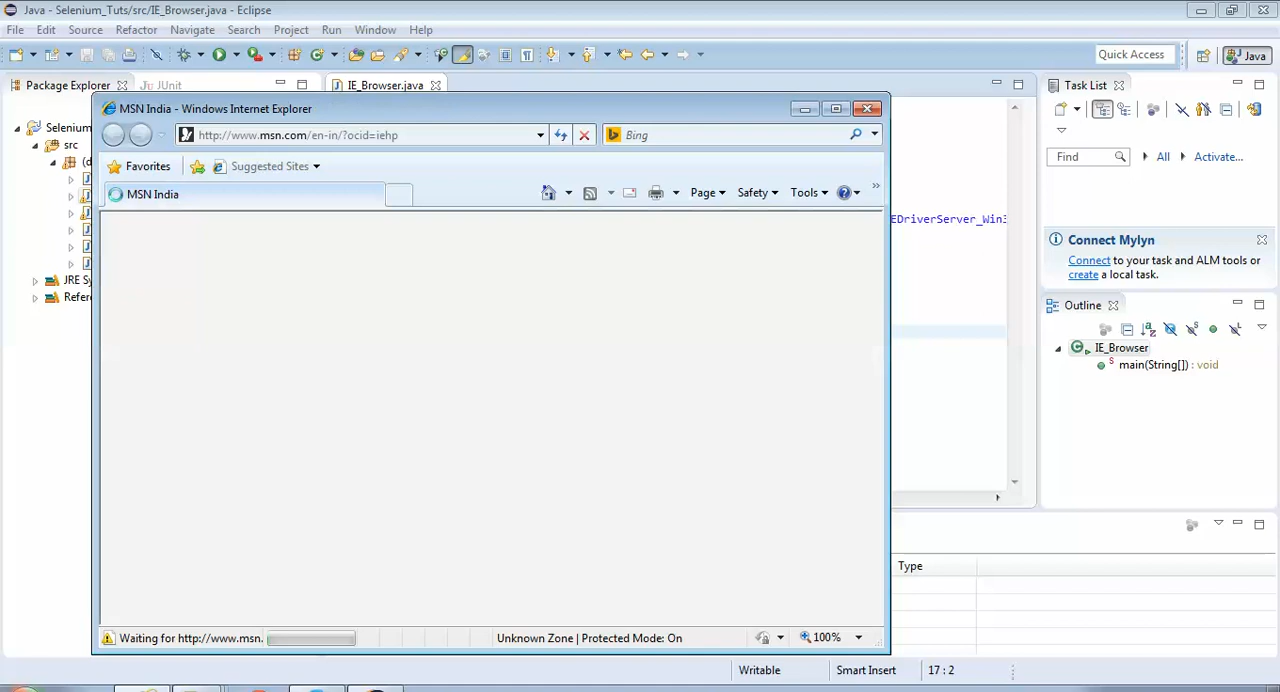 Java - Selenium_Tuts/src/IE_Browser.java - Eclipse
File Edit Source Refactor Navigate Search Project Run Window Help
Quick Access
Java
Package Explorer
JUnit
IE_Browser.java
Task List
MSN India - Windows Internet Explorer
http://www.msn.com/en-in/?ocid=iehp
Bing
Favorites
Suggested Sites
MSN India
Page
Safety
Tools
Selenium
src
(d
JRE Sy
Refere
Find
All
Activate...
EDriverServer_Win3
Connect Mylyn
Connect to your task and ALM tools or
create a local task.
Outline
IE_Browser
main(String[]) : void
Type
Waiting for http://www.msn.
Unknown Zone | Protected Mode: On
100%
Writable
Smart Insert
17 : 2